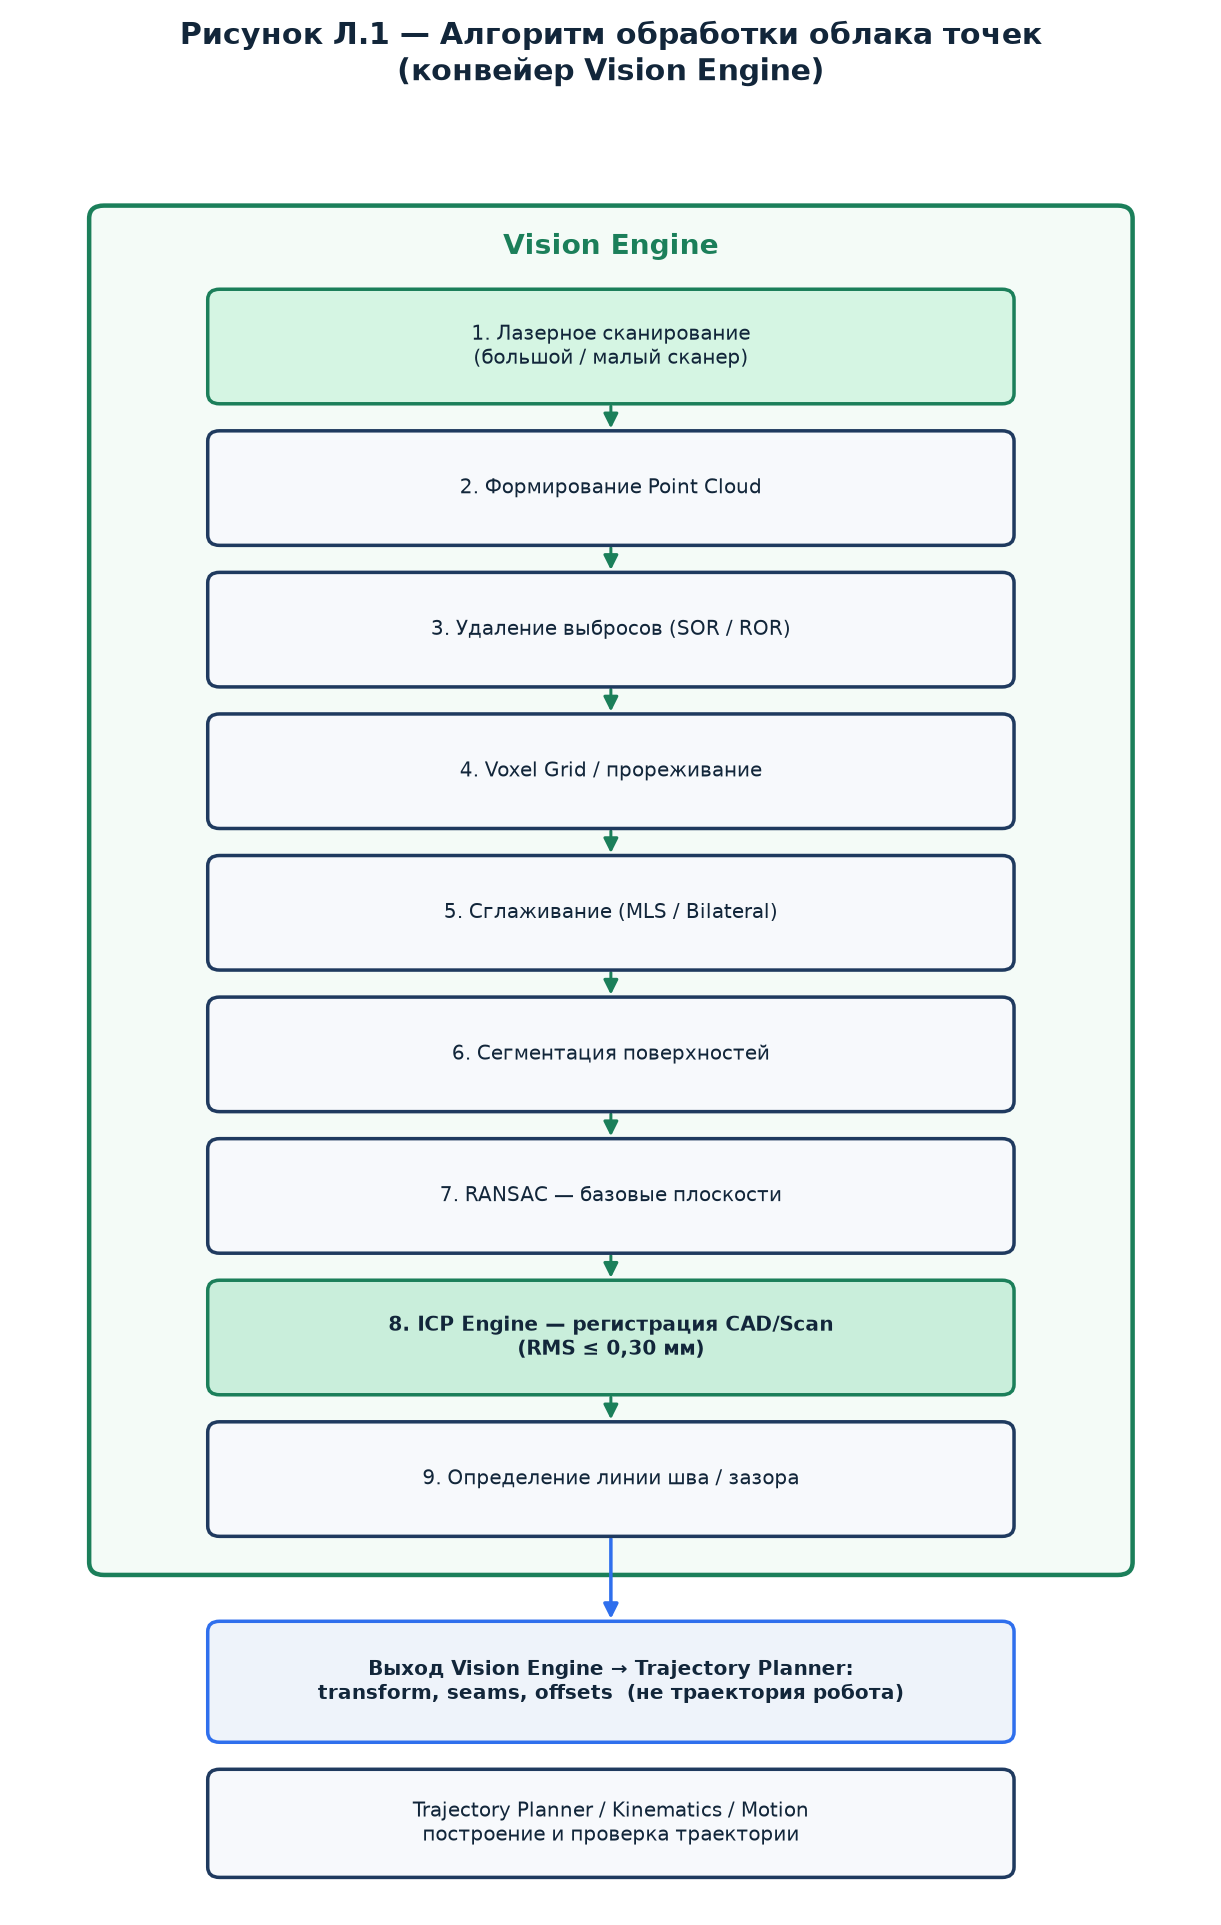 Рисунок Л.1 — Алгоритм обработки облака точек
(конвейер Vision Engine)
Vision Engine
1. Лазерное сканирование
(большой / малый сканер)
2. Формирование Point Cloud
3. Удаление выбросов (SOR / ROR)
4. Voxel Grid / прореживание
5. Сглаживание (MLS / Bilateral)
6. Сегментация поверхностей
7. RANSAC — базовые плоскости
8. ICP Engine — регистрация CAD/Scan
(RMS ≤ 0,30 мм)
9. Определение линии шва / зазора
Выход Vision Engine → Trajectory Planner:
transform, seams, offsets  (не траектория робота)
Trajectory Planner / Kinematics / Motion
построение и проверка траектории